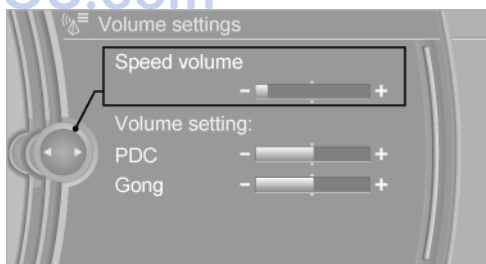 Volume settings
Speed volume
- +
Volume setting:
PDC - +
Gong - +